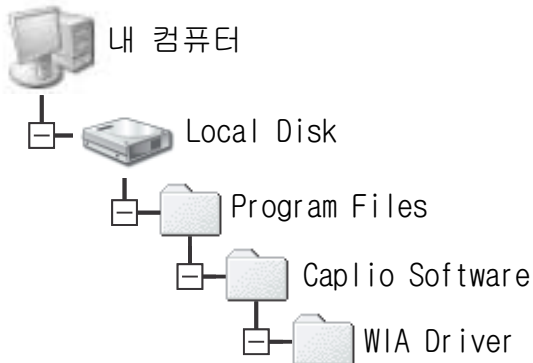 내 컴퓨터
Local Disk
Program Files
Caplio Software
WIA Driver